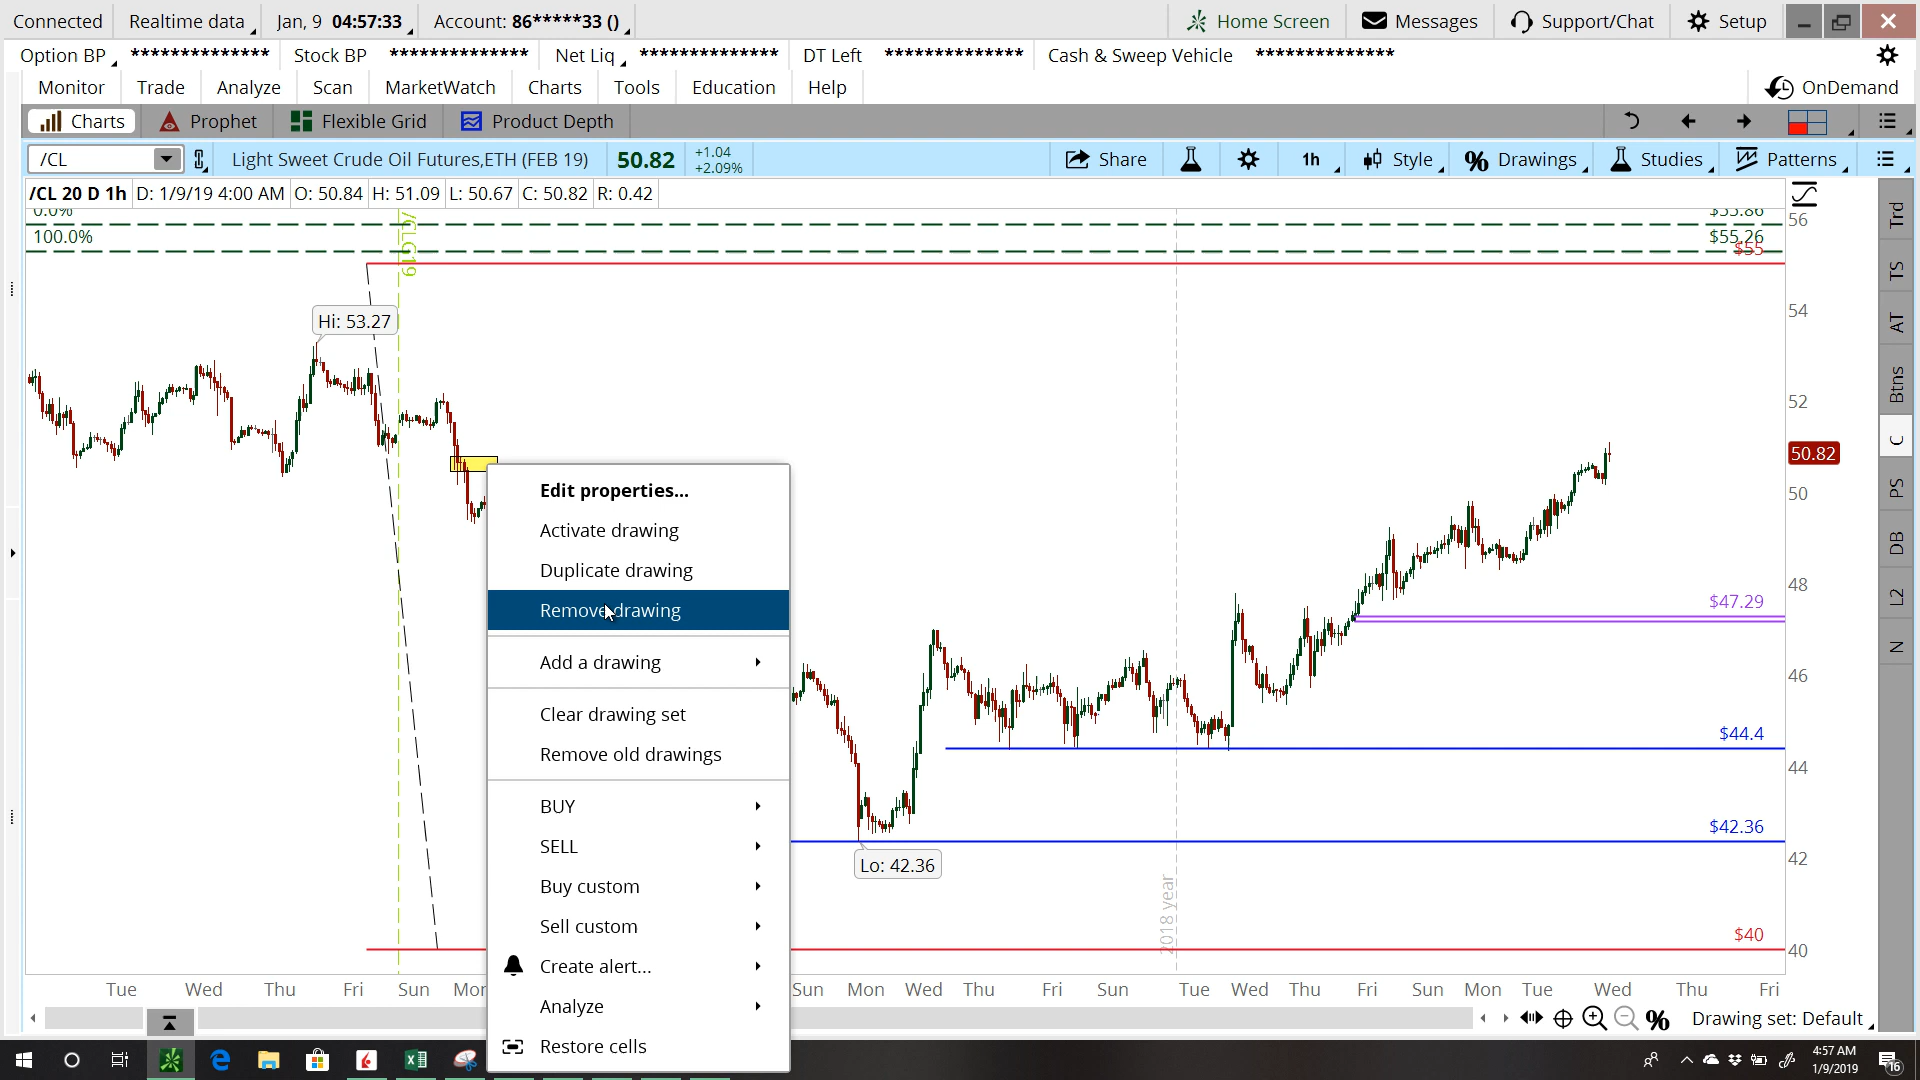 Connected Realtime data Jan, 9 04:57:33 Account: 86*****33 () Home Screen Messages Support/Chat Setup
Option BP ************** Stock BP ************** Net Liq ************** DT Left ************** Cash & Sweep Vehicle **************
Monitor Trade Analyze Scan MarketWatch Charts Tools Education Help OnDemand
Charts Prophet Flexible Grid Product Depth
/CL Light Sweet Crude Oil Futures,ETH (FEB 19) 50.82 +1.04 +2.09% Share 1h Style Drawings Studies Patterns
/CL 20 D 1h D: 1/9/19 4:00 AM O: 50.84 H: 51.09 L: 50.67 C: 50.82 R: 0.42
0.0% $55.86 56
100.0% $55.26
$55
/CLG19
Hi: 53.27
54
52
50.82
50
48
$47.29
46
$44.4
44
$42.36
42
Lo: 42.36
2018 year
$40
40
Edit properties...
Activate drawing
Duplicate drawing
Remove drawing
Add a drawing
Clear drawing set
Remove old drawings
BUY
SELL
Buy custom
Sell custom
Create alert...
Analyze
Restore cells
Trd
TS
AT
Btns
C
PS
DB
L2
N
Tue Wed Thu Fri Sun Mon Sun Mon Wed Thu Fri Sun Tue Wed Thu Fri Sun Mon Tue Wed Thu Fri
Drawing set: Default
4:57 AM
1/9/2019
16